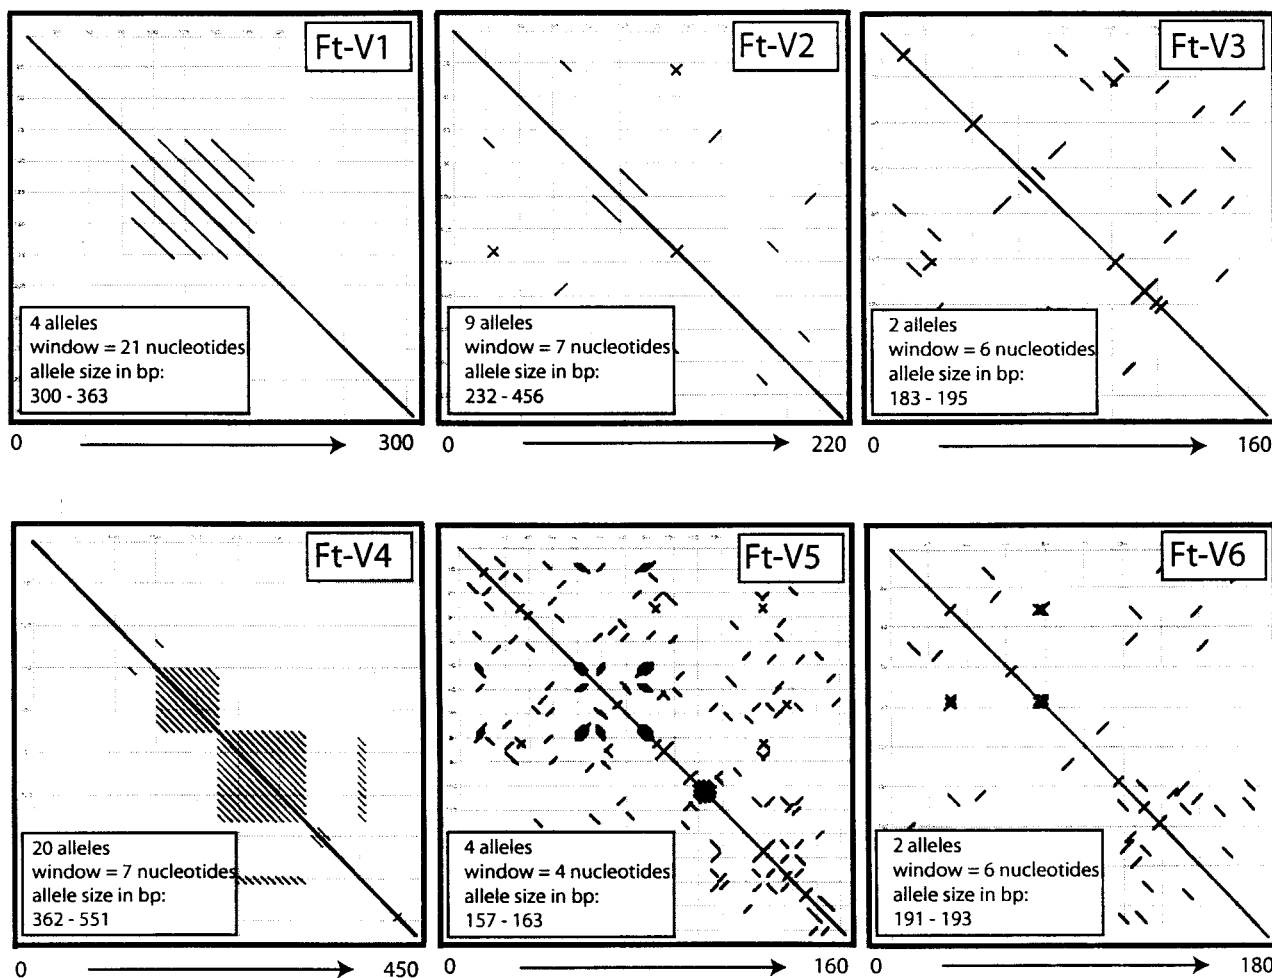 Ft-V1
4 alleles
window = 21 nucleotides
allele size in bp:
300 - 363
0
300
Ft-V2
9 alleles
window = 7 nucleotides
allele size in bp:
232 - 456
0
220
Ft-V3
2 alleles
window = 6 nucleotides
allele size in bp:
183 - 195
0
160
Ft-V4
20 alleles
window = 7 nucleotides
allele size in bp:
362 - 551
0
450
Ft-V5
4 alleles
window = 4 nucleotides
allele size in bp:
157 - 163
0
160
Ft-V6
2 alleles
window = 6 nucleotides
allele size in bp:
191 - 193
0
180